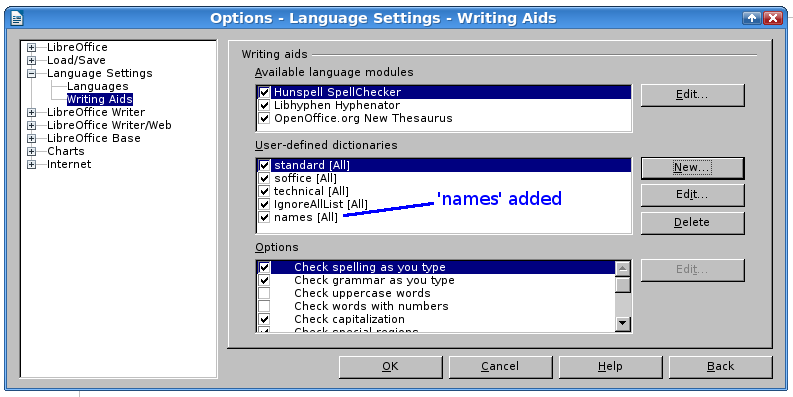 Options - Language Settings - Writing Aids
LibreOffice
Load/Save
Language Settings
Languages
Writing Aids
LibreOffice Writer
LibreOffice Writer/Web
LibreOffice Base
Charts
Internet
Writing aids
Available language modules
Hunspell SpellChecker
Libhyphen Hyphenator
OpenOffice.org New Thesaurus
Edit...
User-defined dictionaries
standard [All]
soffice [All]
technical [All]
IgnoreAllList [All]
names [All]
'names' added
New...
Edit...
Delete
Options
Check spelling as you type
Check grammar as you type
Check uppercase words
Check words with numbers
Check capitalization
Check special regions
Edit...
OK
Cancel
Help
Back